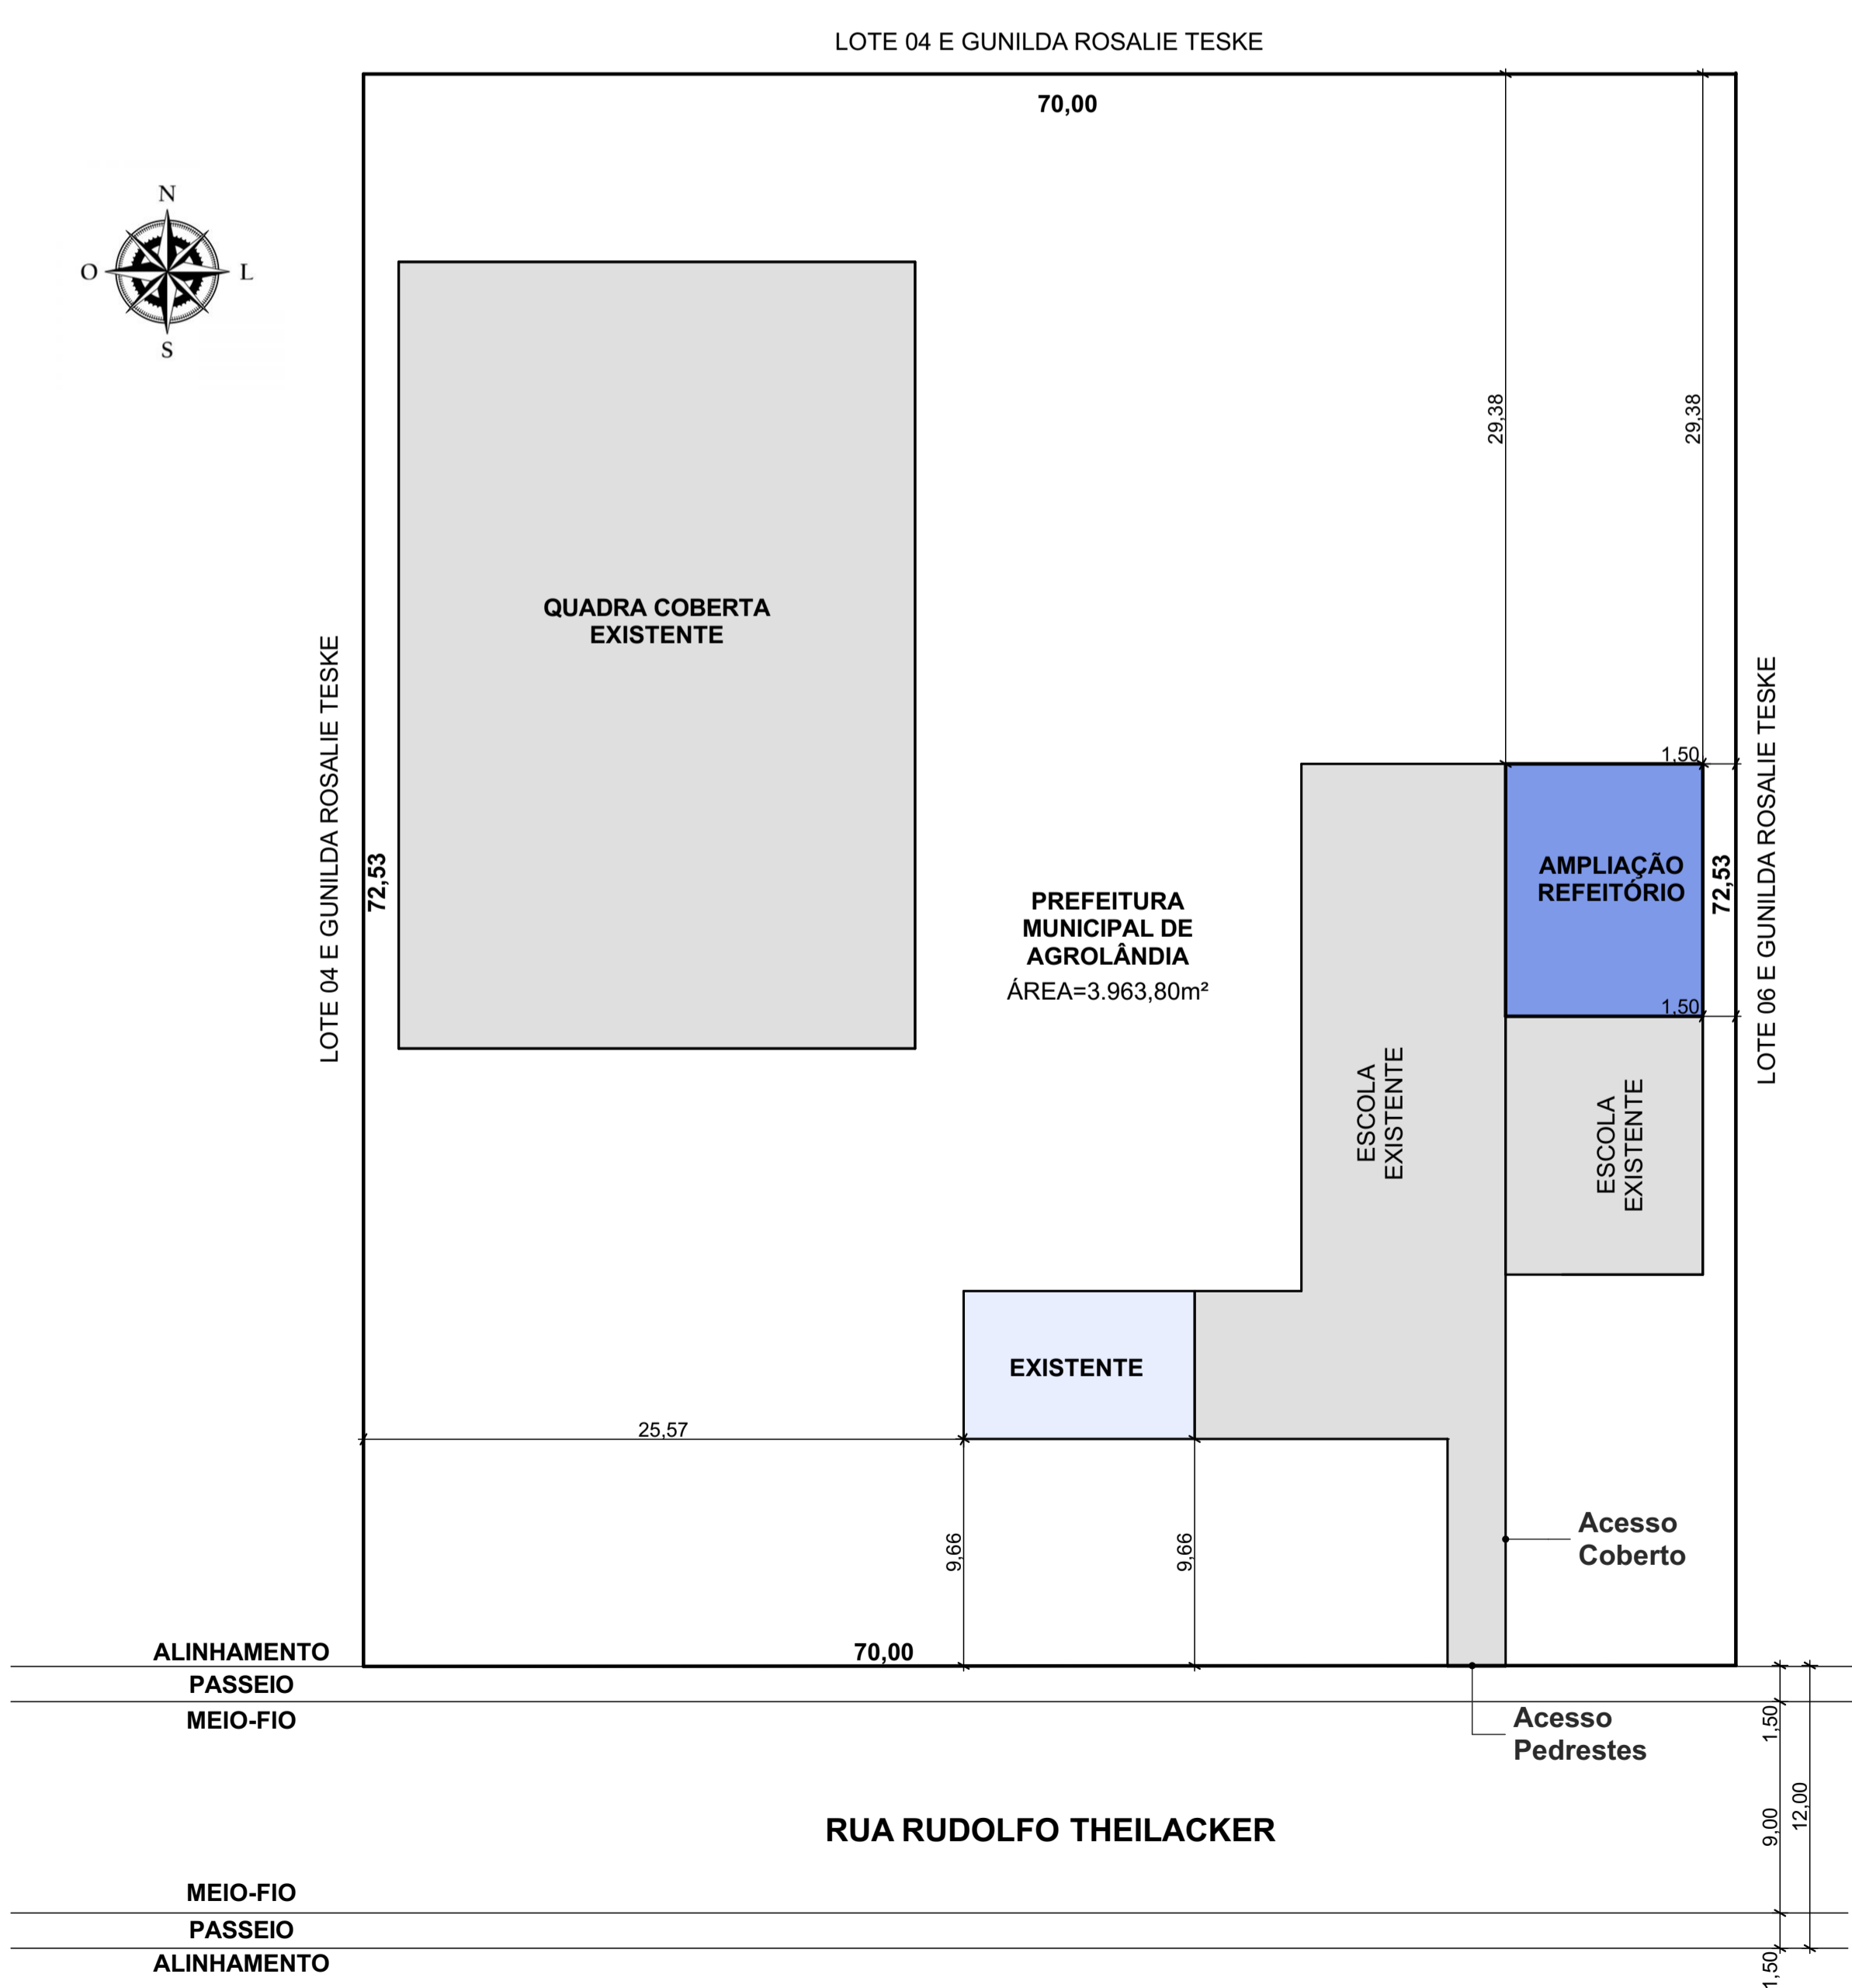 LOTE 04 E GUNILDA ROSALIE TESKE
70,00
N
O
L
S
29,38
29,38
QUADRA COBERTA
EXISTENTE
LOTE 04 E GUNILDA ROSALIE TESKE
72,53
PREFEITURA
MUNICIPAL DE
AGROLÂNDIA
ÁREA=3.963,80m²
1,50
AMPLIAÇÃO
REFEITÓRIO
1,50
72,53
LOTE 06 E GUNILDA ROSALIE TESKE
ESCOLA
EXISTENTE
ESCOLA
EXISTENTE
EXISTENTE
25,57
9,66
9,66
Acesso
Coberto
70,00
ALINHAMENTO
PASSEIO
MEIO-FIO
Acesso
Pedrestes
1,50
9,00
12,00
RUA RUDOLFO THEILACKER
MEIO-FIO
PASSEIO
ALINHAMENTO
1,50